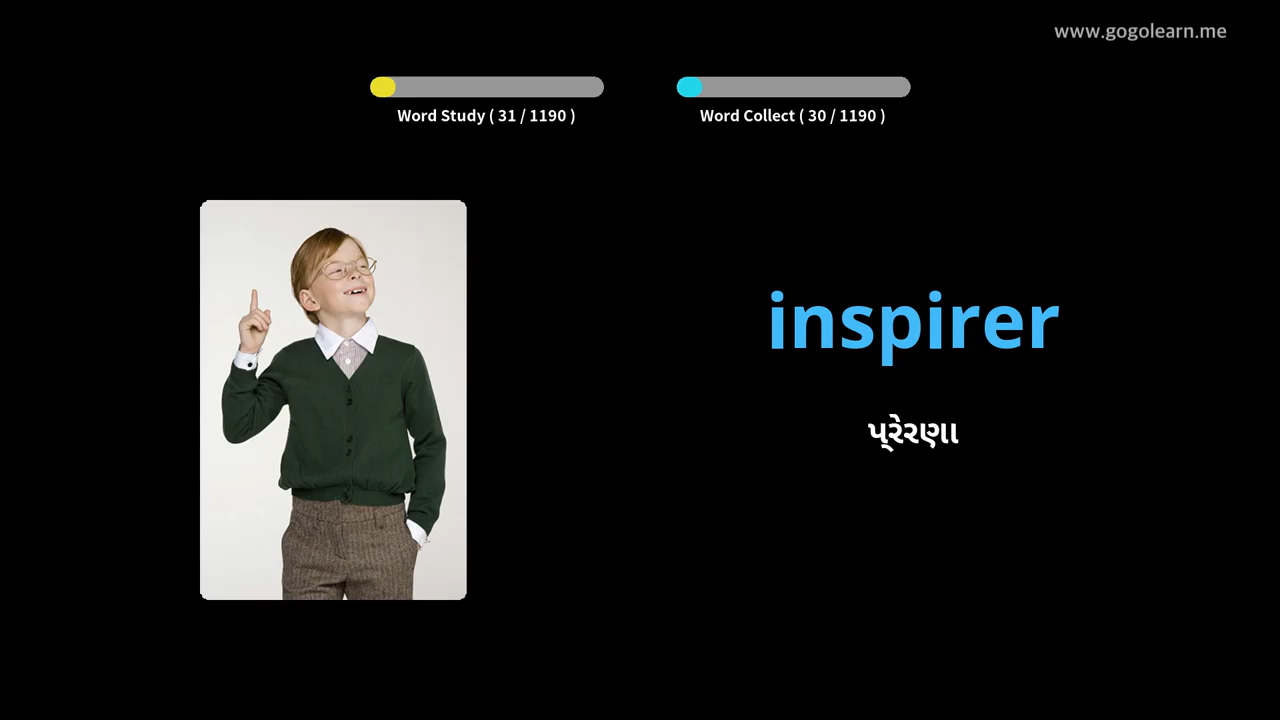 www.gogolearn.me
Word Study ( 31 / 1190 )
Word Collect ( 30 / 1190 )
inspirer
પ્રેરણા